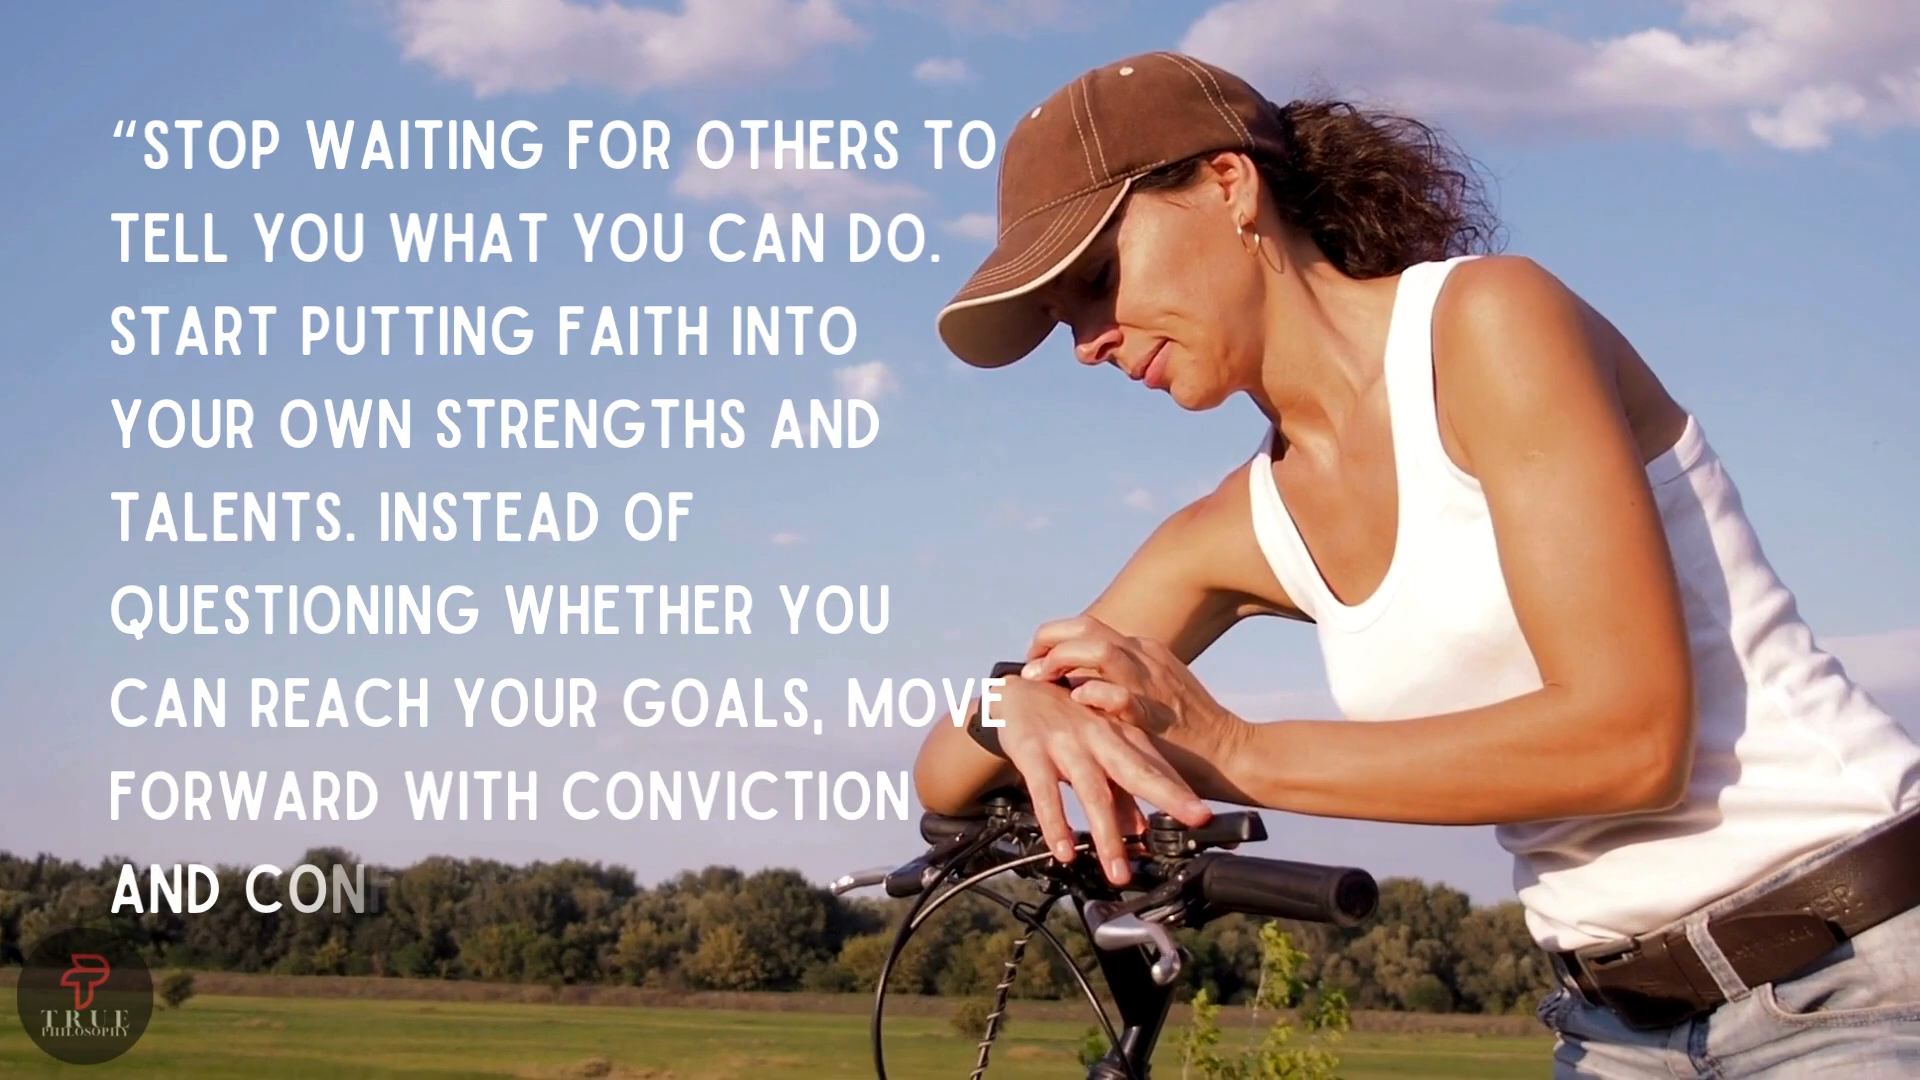 “STOP WAITING FOR OTHERS TO
TELL YOU WHAT YOU CAN DO.
START PUTTING FAITH INTO
YOUR OWN STRENGTHS AND
TALENTS. INSTEAD OF
QUESTIONING WHETHER YOU
CAN REACH YOUR GOALS, MOVE
FORWARD WITH CONVICTION
AND CONF
TRUE
PHILOSOPHY